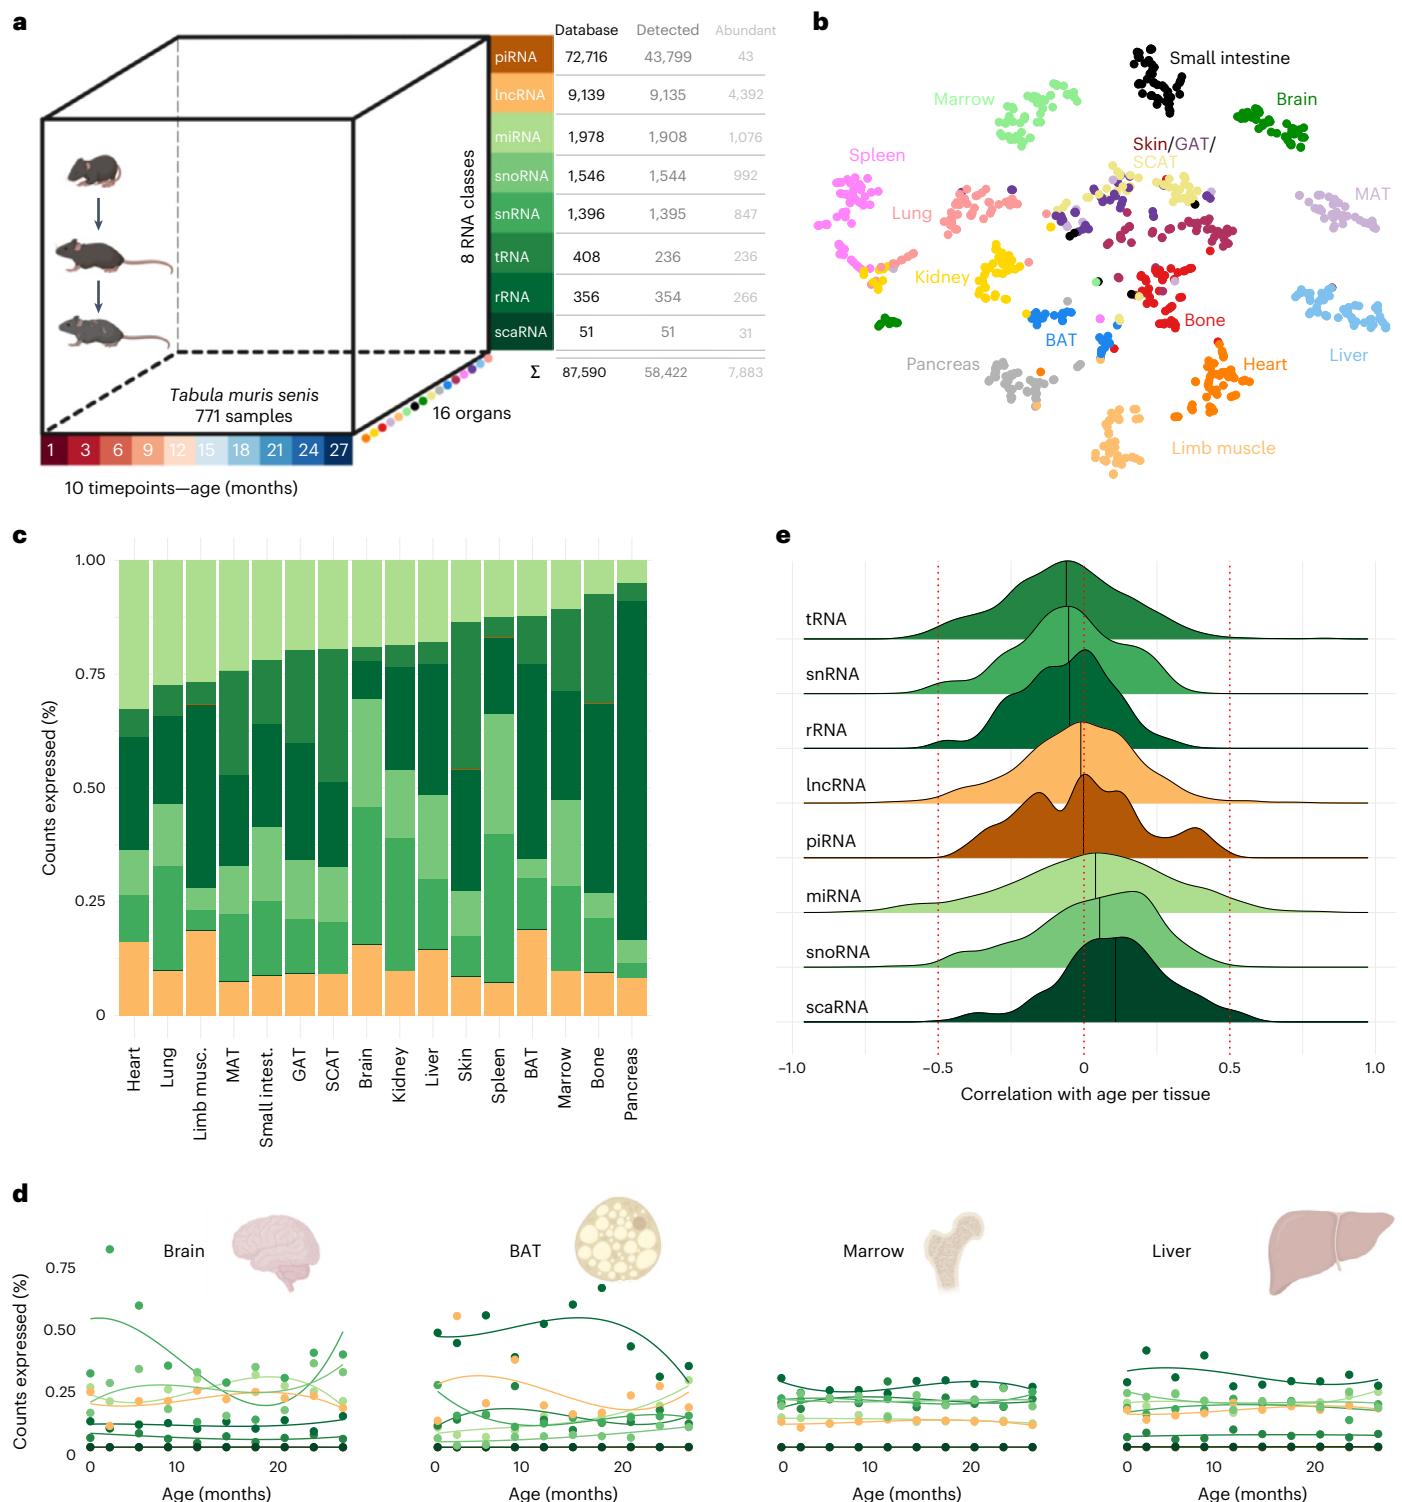 a
Database Detected Abundant
piRNA 72,716 43,799 43
lncRNA 9,139 9,135 4,392
miRNA 1,978 1,908 1,076
snoRNA 1,546 1,544 992
snRNA 1,396 1,395 847
tRNA 408 236 236
rRNA 356 354 266
scaRNA 51 51 31
Σ 87,590 58,422 7,883
8 RNA classes
Tabula muris senis
771 samples
16 organs
1 3 6 9 12 15 18 21 24 27
10 timepoints—age (months)
b
Small intestine
Marrow
Brain
Skin/GAT/
SCAT
Spleen
MAT
Lung
Kidney
Bone
BAT
Liver
Pancreas
Heart
Limb muscle
c
Counts expressed (%)
1.00
0.75
0.50
0.25
0
Heart
Lung
Limb musc.
MAT
Small intest.
GAT
SCAT
Brain
Kidney
Liver
Skin
Spleen
BAT
Marrow
Bone
Pancreas
e
tRNA
snRNA
rRNA
lncRNA
piRNA
miRNA
snoRNA
scaRNA
−1.0 −0.5 0 0.5 1.0
Correlation with age per tissue
d
Brain BAT Marrow Liver
Counts expressed (%)
0.75
0.50
0.25
0
0 10 20 0 10 20 0 10 20 0 10 20
Age (months) Age (months) Age (months) Age (months)